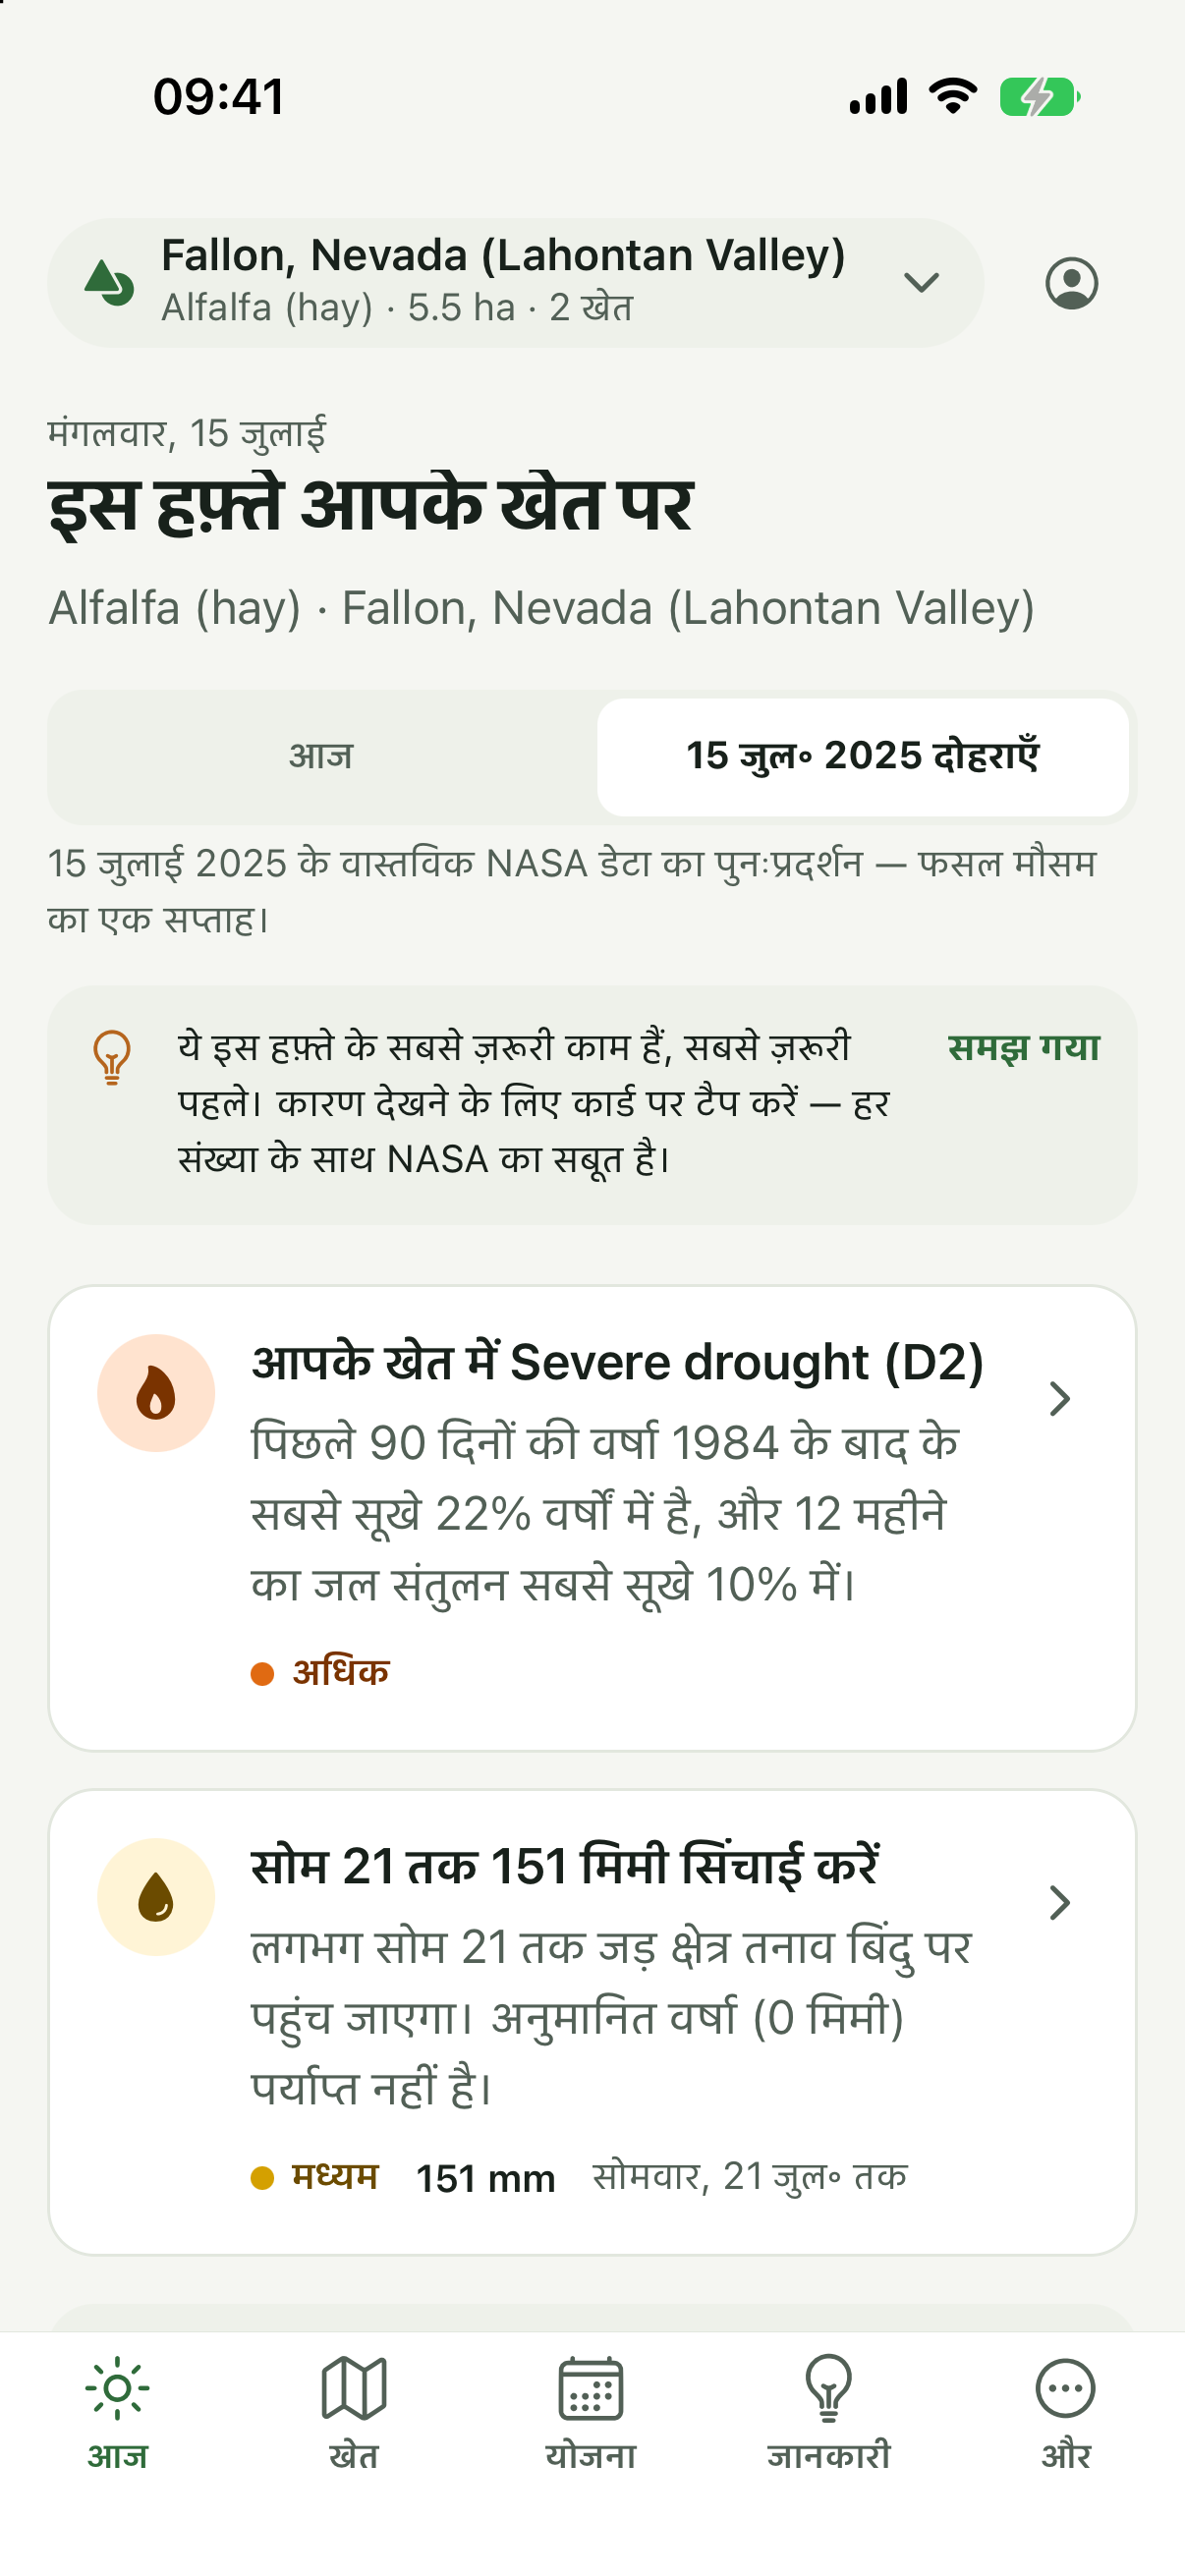 09:41
Fallon, Nevada (Lahontan Valley)
Alfalfa (hay) · 5.5 ha · 2 खेत
मंगलवार, 15 जुलाई
इस हफ़्ते आपके खेत पर
Alfalfa (hay) · Fallon, Nevada (Lahontan Valley)
आज
15 जुल॰ 2025 दोहराएँ
15 जुलाई 2025 के वास्तविक NASA डेटा का पुनःप्रदर्शन — फसल मौसम
का एक सप्ताह।
ये इस हफ़्ते के सबसे ज़रूरी काम हैं, सबसे ज़रूरी
पहले। कारण देखने के लिए कार्ड पर टैप करें — हर
संख्या के साथ NASA का सबूत है।
समझ गया
आपके खेत में Severe drought (D2)
पिछले 90 दिनों की वर्षा 1984 के बाद के
सबसे सूखे 22% वर्षों में है, और 12 महीने
का जल संतुलन सबसे सूखे 10% में।
अधिक
सोम 21 तक 151 मिमी सिंचाई करें
लगभग सोम 21 तक जड़ क्षेत्र तनाव बिंदु पर
पहुंच जाएगा। अनुमानित वर्षा (0 मिमी)
पर्याप्त नहीं है।
मध्यम 151 mm सोमवार, 21 जुल॰ तक
आज
खेत
योजना
जानकारी
और